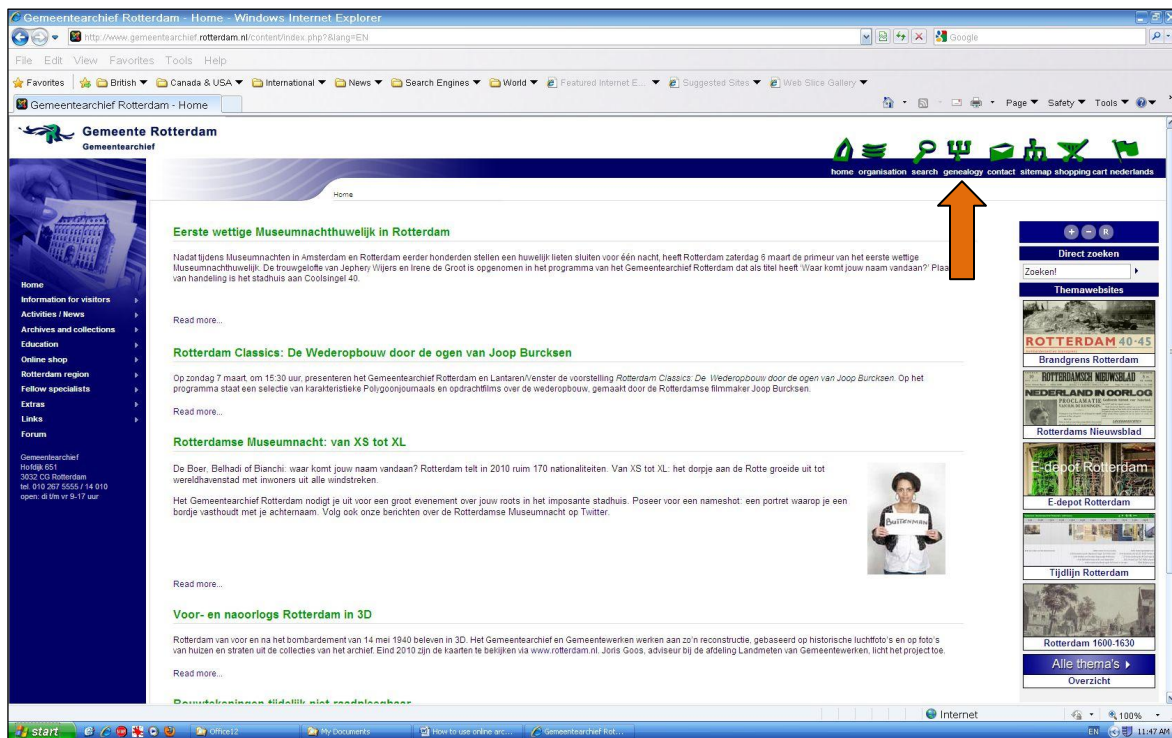 Gemeentearchief Rotterdam - Home - Windows Internet Explorer
http://www.gemeentearchief.rotterdam.nl/content/index.php?&lang=EN
Google
File Edit View Favorites Tools Help
Favorites British Canada & USA International News Search Engines World Featured Internet E... Suggested Sites Web Slice Gallery
Gemeentearchief Rotterdam - Home
Page Safety Tools
Gemeente Rotterdam
Gemeentearchief
home organisation search genealogy contact sitemap shopping cart nederlands
Home
Home
Information for visitors
Activities / News
Archives and collections
Education
Online shop
Rotterdam region
Fellow specialists
Extras
Links
Forum
Gemeentearchief
Hofdijk 651
3032 CG Rotterdam
tel. 010 267 5555 / 14 010
open: di t/m vr 9-17 uur
Eerste wettige Museumnachthuwelijk in Rotterdam
Nadat tijdens Museumnachten in Amsterdam en Rotterdam eerder honderden stellen een huwelijk lieten sluiten voor één nacht, heeft Rotterdam zaterdag 6 maart de primeur van het eerste wettige
Museumnachthuwelijk. De trouwgelofte van Jephery Wijers en Irene de Groot is opgenomen in het programma van het Gemeentearchief Rotterdam dat als titel heeft 'Waar komt jouw naam vandaan?' Plaa
van handeling is het stadhuis aan Coolsingel 40.
Read more...
Rotterdam Classics: De Wederopbouw door de ogen van Joop Burcksen
Op zondag 7 maart, om 15:30 uur, presenteren het Gemeentearchief Rotterdam en Lantaren/Venster de voorstelling Rotterdam Classics: De Wederopbouw door de ogen van Joop Burcksen. Op het
programma staat een selectie van karakteristieke Polygoonjournaals en opdrachtfilms over de wederopbouw, gemaakt door de Rotterdamse filmmaker Joop Burcksen.
Read more...
Rotterdamse Museumnacht: van XS tot XL
De Boer, Belhadi of Bianchi: waar komt jouw naam vandaan? Rotterdam telt in 2010 ruim 170 nationaliteiten. Van XS tot XL: het dorpje aan de Rotte groeide uit tot
wereldhavenstad met inwoners uit alle windstreken.
Het Gemeentearchief Rotterdam nodigt je uit voor een groot evenement over jouw roots in het imposante stadhuis. Poseer voor een nameshot: een portret waarop je een
bordje vasthoudt met je achternaam. Volg ook onze berichten over de Rotterdamse Museumnacht op Twitter.
BUITENMAN
Read more...
Voor- en naoorlogs Rotterdam in 3D
Rotterdam van voor en na het bombardement van 14 mei 1940 beleven in 3D. Het Gemeentearchief en Gemeentewerken werken aan zo'n reconstructie, gebaseerd op historische luchtfoto's en op foto's
van huizen en straten uit de collecties van het archief. Eind 2010 zijn de kaarten te bekijken via www.rotterdam.nl. Joris Goos, adviseur bij de afdeling Landmeten van Gemeentewerken, licht het project toe.
Read more...
Bouwtekeningen tijdelijk niet raadpleegbaar
+ − R
Direct zoeken
Zoeken!
Themawebsites
ROTTERDAM 40-45
Brandgrens Rotterdam
ROTTERDAMSCH NIEUWSBLAD
NEDERLAND IN OORLOG
PROCLAMATIE
Rotterdams Nieuwsblad
E-depot Rotterdam
E-depot Rotterdam
Tijdlijn Rotterdam
Rotterdam 1600-1630
Alle thema's
Overzicht
Internet
100%
start
Office12
My Documents
How to use online arc...
Gemeentearchief Rot...
EN
11:47 AM